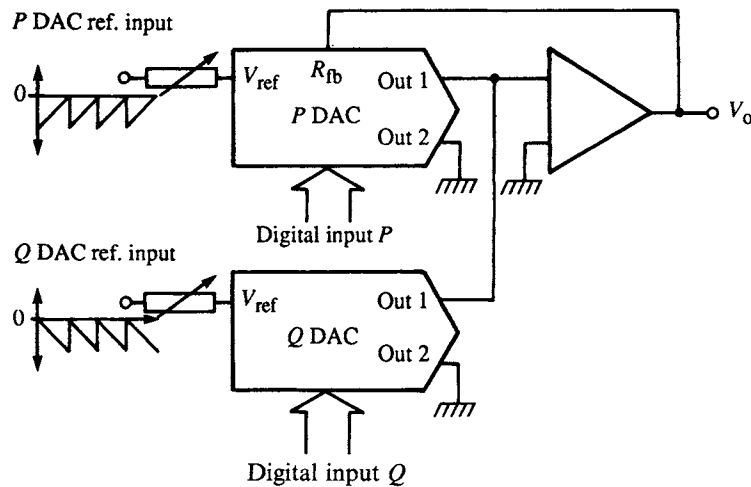 P DAC ref. input
0
V_ref
R_fb
Out 1
P DAC
Out 2
V_o
Digital input P
Q DAC ref. input
0
V_ref
Out 1
Q DAC
Out 2
Digital input Q